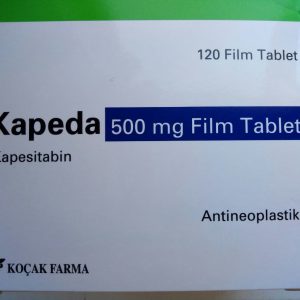 120 Film Tablet
Kapeda 500 mg Film Tablet
Kapesitabin
Antineoplastik
KOÇAK FARMA